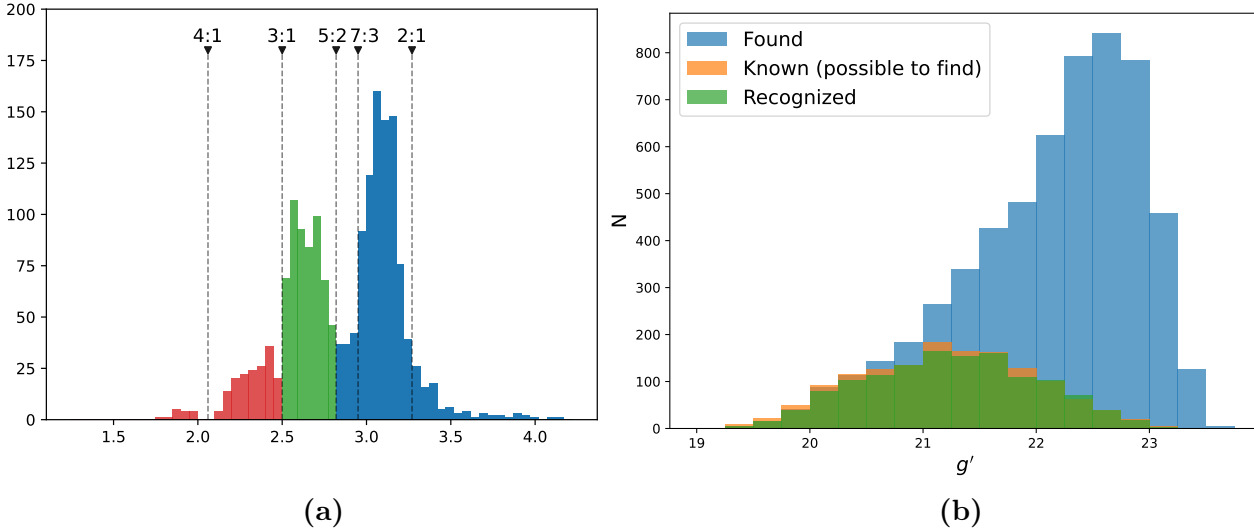 200
175
150
125
100
75
50
25
0
4:1 3:1 5:2 7:3 2:1
1.5 2.0 2.5 3.0 3.5 4.0
(a)
N
800
700
600
500
400
300
200
100
0
Found
Known (possible to find)
Recognized
19 20 21 22 23
g′
(b)